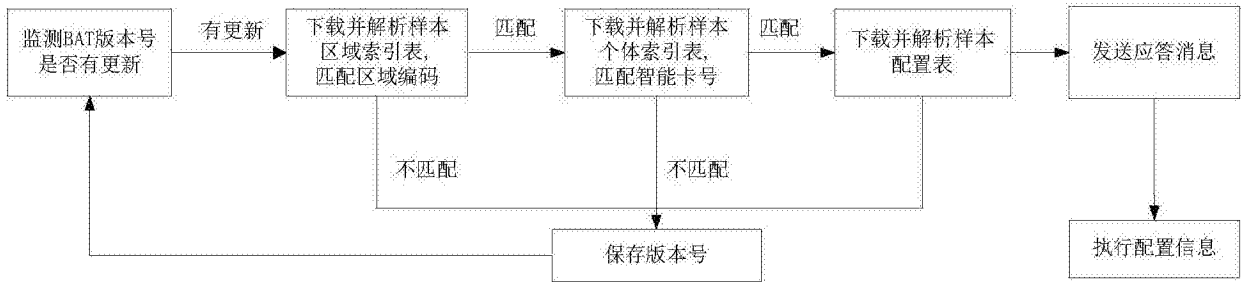 监测BAT版本号
是否有更新
有更新
下载并解析样本
区域索引表,
匹配区域编码
匹配
下载并解析样本
个体索引表,
匹配智能卡号
匹配
下载并解析样本
配置表
发送应答消息
不匹配
不匹配
保存版本号
执行配置信息